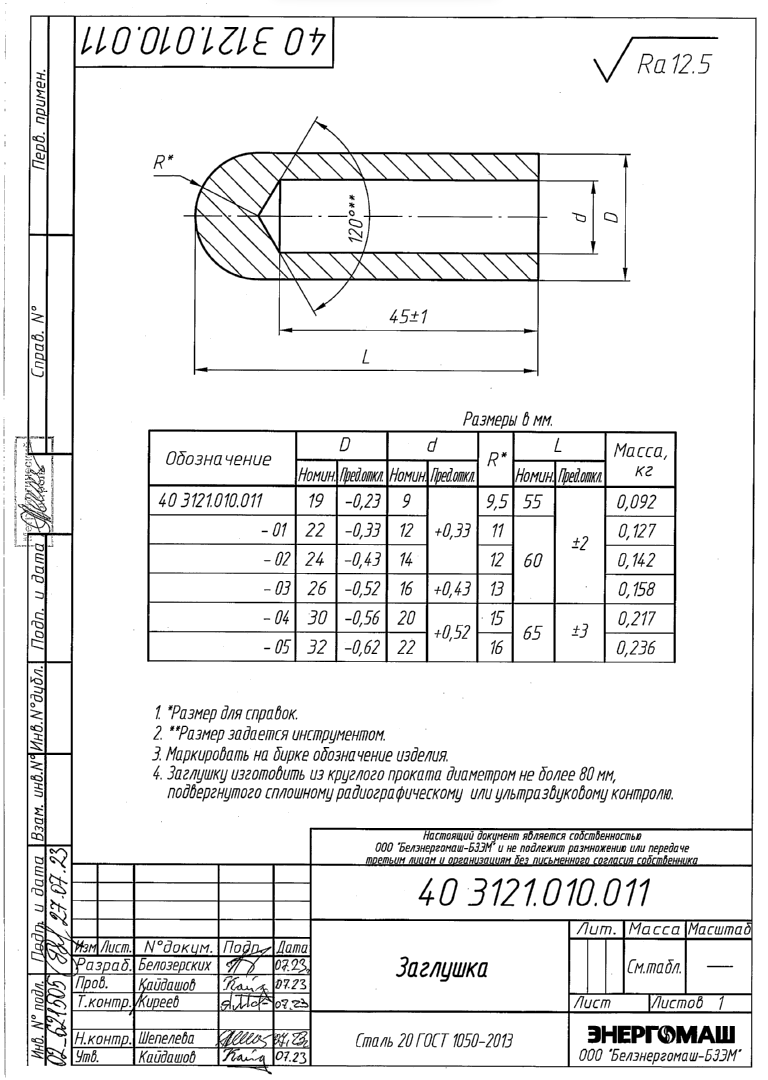 40 3121.010.011
Ra12.5
Перв. примен.
Справ. N°
Подп. и дата
Инв.N°дубл.
Взам. инв.N°
Подп. и дата
27.07.23
Инв. N° подл.
R*
120°**
d
D
45±1
L
Размеры в мм.
Обозначение D d R* L Масса, кг
Номин. Пред.откл. Номин. Пред.откл. Номин. Пред.откл.
40 3121.010.011 19 -0,23 9 +0,33 9,5 55 ±2 0,092
- 01 22 -0,33 12 11 60 0,127
- 02 24 -0,43 14 12 0,142
- 03 26 -0,52 16 +0,43 13 0,158
- 04 30 -0,56 20 +0,52 15 65 ±3 0,217
- 05 32 -0,62 22 16 0,236
1. *Размер для справок.
2. **Размер задается инструментом.
3. Маркировать на бирке обозначение изделия.
4. Заглушку изготовить из круглого проката диаметром не более 80 мм,
подвергнутого сплошному радиографическому или ультразвуковому контролю.
Настоящий документ является собственностью
ООО "Белэнергомаш-БЗЭМ" и не подлежит размножению или передаче
третьим лицам и организациям без письменного согласия собственника
40 3121.010.011
Изм Лист. N°докум. Подп. Дата
Разраб. Белозерских 07.23
Пров. Кайдашов 07.23
Т.контр. Киреев 07.23
Н.контр. Шепелева 07.23
Утв. Кайдашов 07.23
Заглушка
Лит. Масса Масштаб
См.табл. —
Лист Листов 1
Сталь 20 ГОСТ 1050-2013
ЭНЕРГОМАШ
ООО "Белэнергомаш-БЗЭМ"